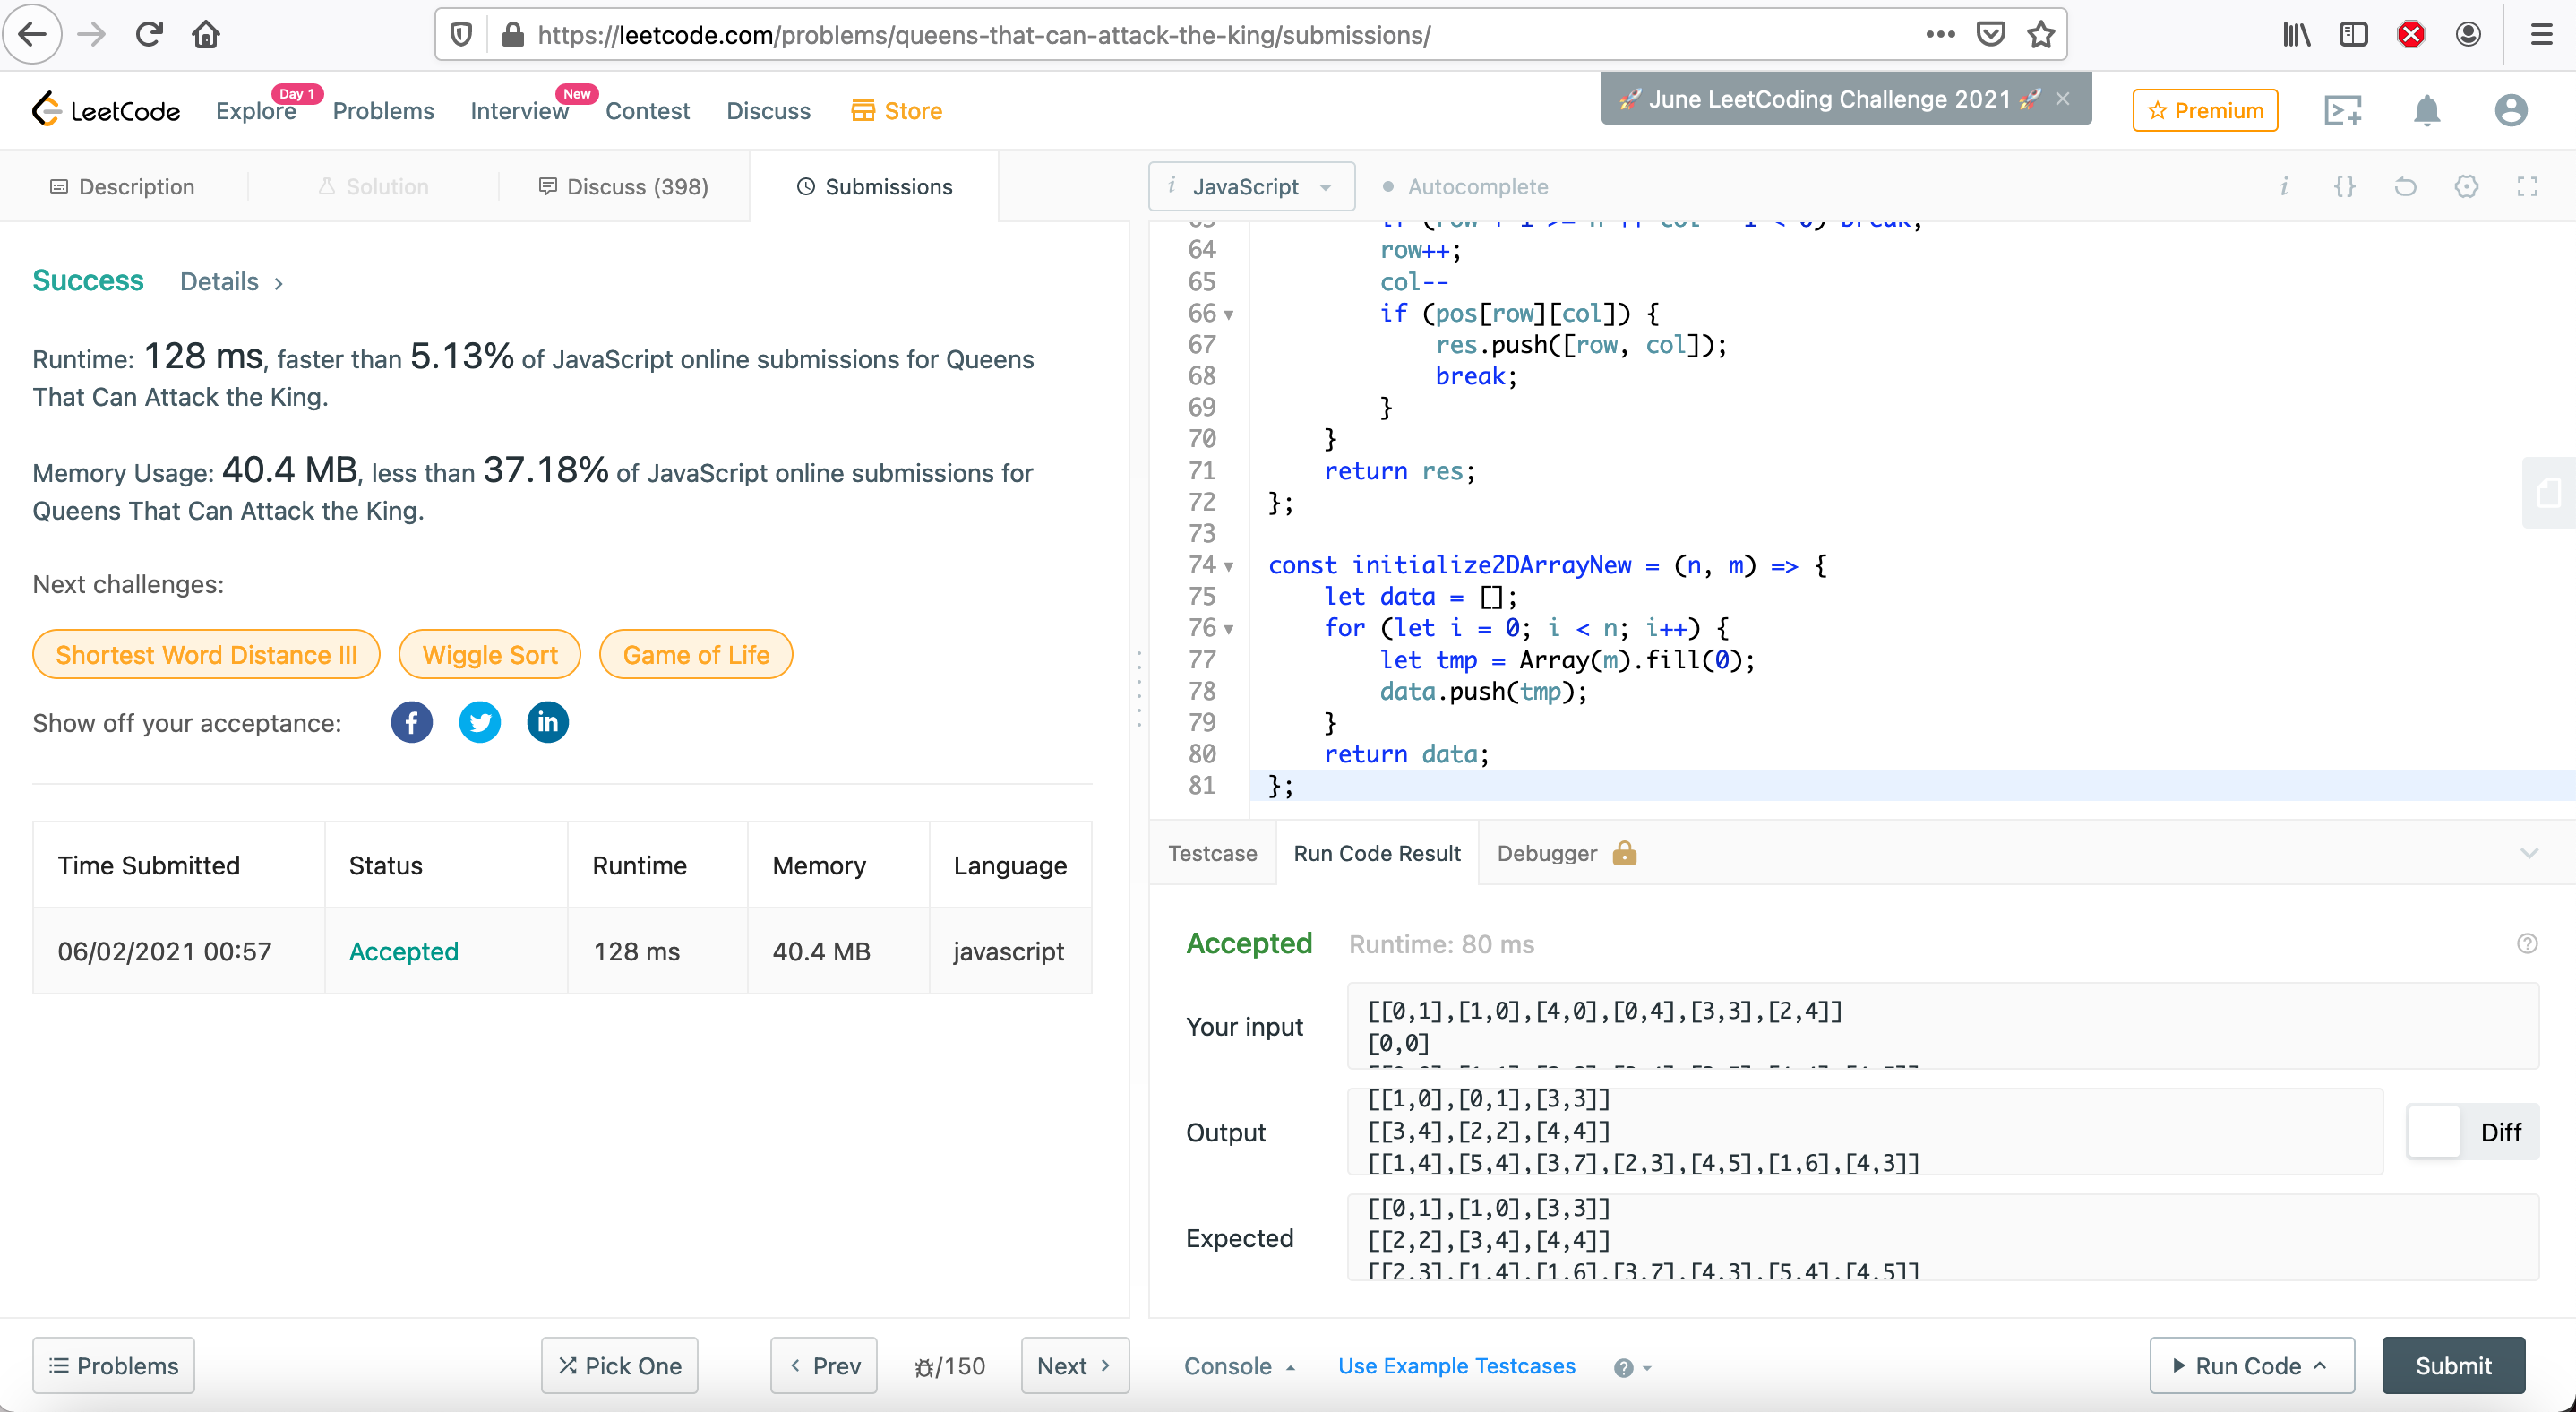 https://leetcode.com/problems/queens-that-can-attack-the-king/submissions/
LeetCode
Explore
Day 1
Problems
Interview
New
Contest
Discuss
Store
🚀 June LeetCoding Challenge 2021 🚀
Premium
Description
Solution
Discuss (398)
Submissions
i JavaScript
Autocomplete
Success
Details
Runtime: 128 ms, faster than 5.13% of JavaScript online submissions for Queens
That Can Attack the King.
Memory Usage: 40.4 MB, less than 37.18% of JavaScript online submissions for
Queens That Can Attack the King.
Next challenges:
Shortest Word Distance III
Wiggle Sort
Game of Life
Show off your acceptance:
Time Submitted Status Runtime Memory Language
06/02/2021 00:57 Accepted 128 ms 40.4 MB javascript
64 row++;
65 col--
66 if (pos[row][col]) {
67 res.push([row, col]);
68 break;
69 }
70 }
71 return res;
72 };
73
74 const initialize2DArrayNew = (n, m) => {
75 let data = [];
76 for (let i = 0; i < n; i++) {
77 let tmp = Array(m).fill(0);
78 data.push(tmp);
79 }
80 return data;
81 };
Testcase
Run Code Result
Debugger
Accepted
Runtime: 80 ms
Your input
[[0,1],[1,0],[4,0],[0,4],[3,3],[2,4]]
[0,0]
Output
[[1,0],[0,1],[3,3]]
[[3,4],[2,2],[4,4]]
[[1,4],[5,4],[3,7],[2,3],[4,5],[1,6],[4,3]]
Diff
Expected
[[0,1],[1,0],[3,3]]
[[2,2],[3,4],[4,4]]
[[2,3],[1,4],[1,6],[3,7],[4,3],[5,4],[4,5]]
Problems
Pick One
Prev
/150
Next
Console
Use Example Testcases
Run Code
Submit